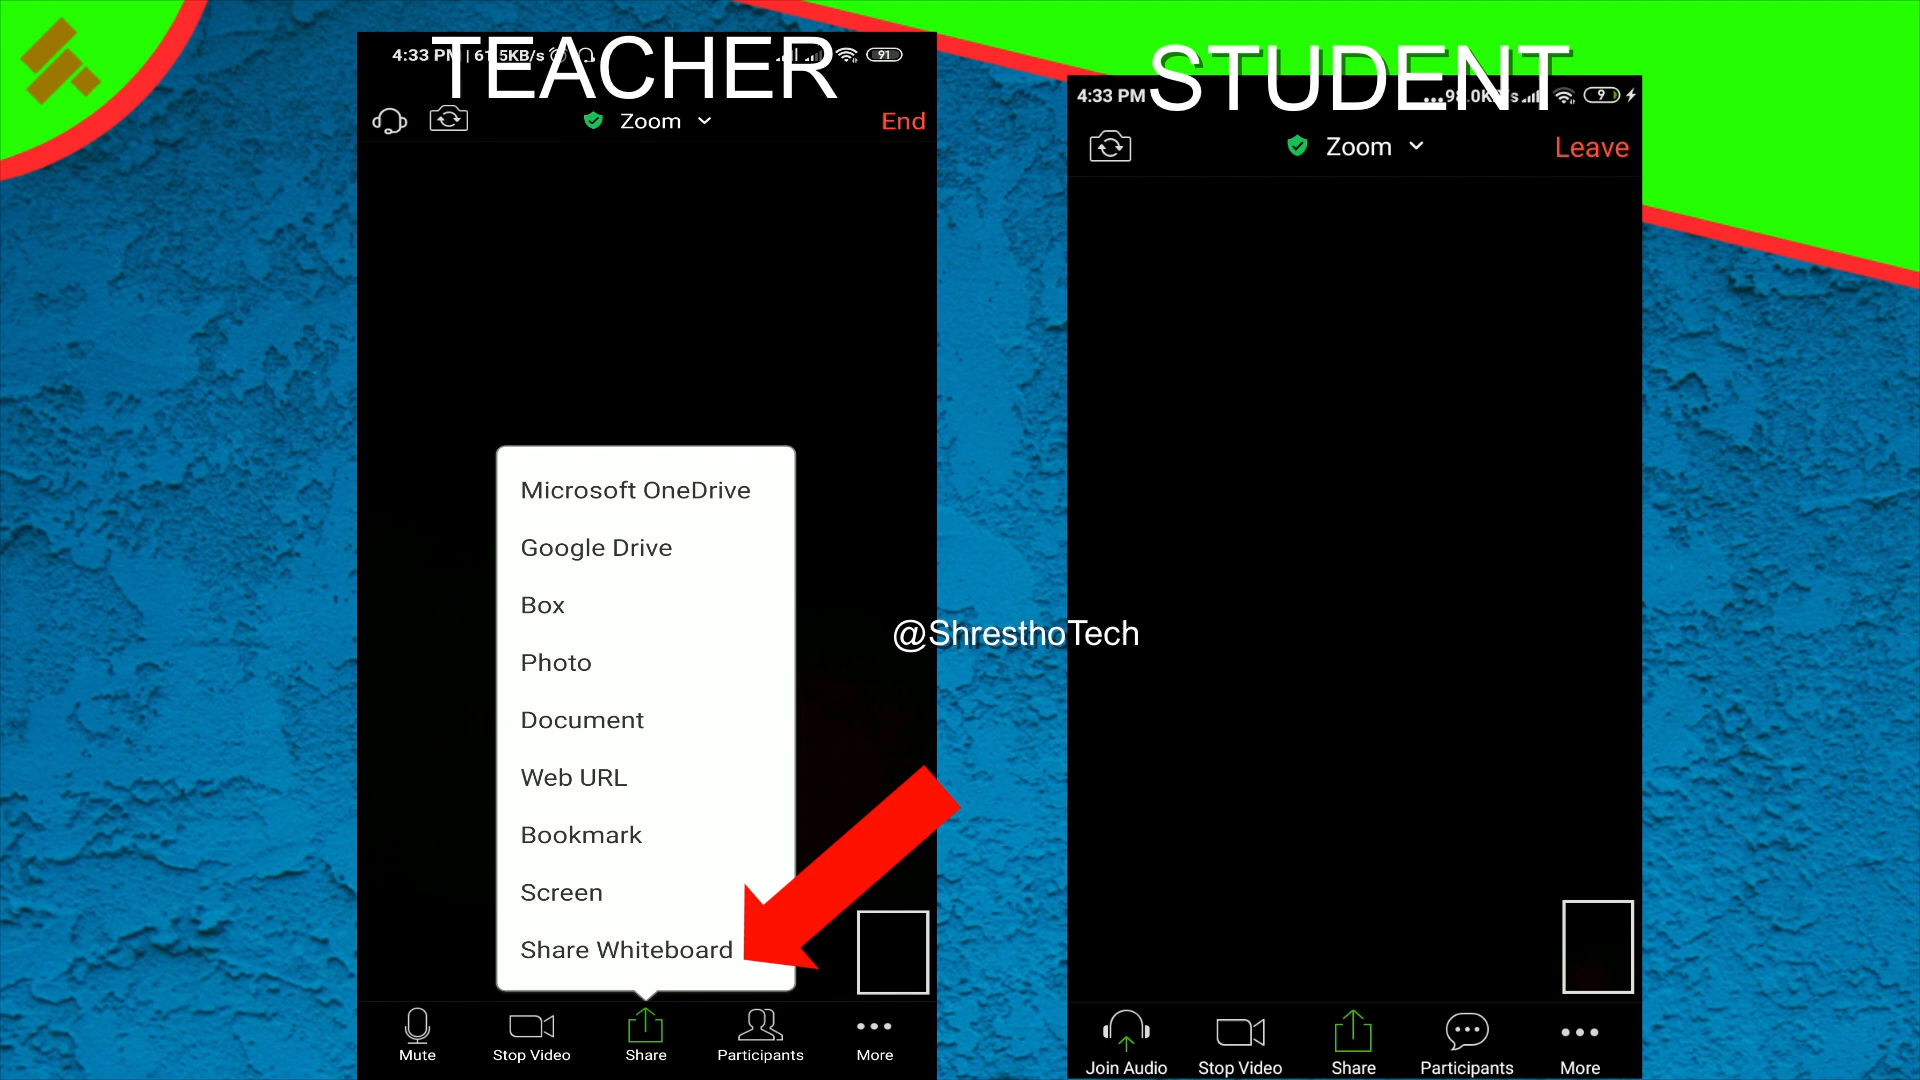 TEACHER
4:33 PM
91
Zoom
End
Microsoft OneDrive
Google Drive
Box
Photo
Document
Web URL
Bookmark
Screen
Share Whiteboard
Mute
Stop Video
Share
Participants
More
@ShresthoTech
STUDENT
4:33 PM
9
Zoom
Leave
Join Audio
Stop Video
Share
Participants
More